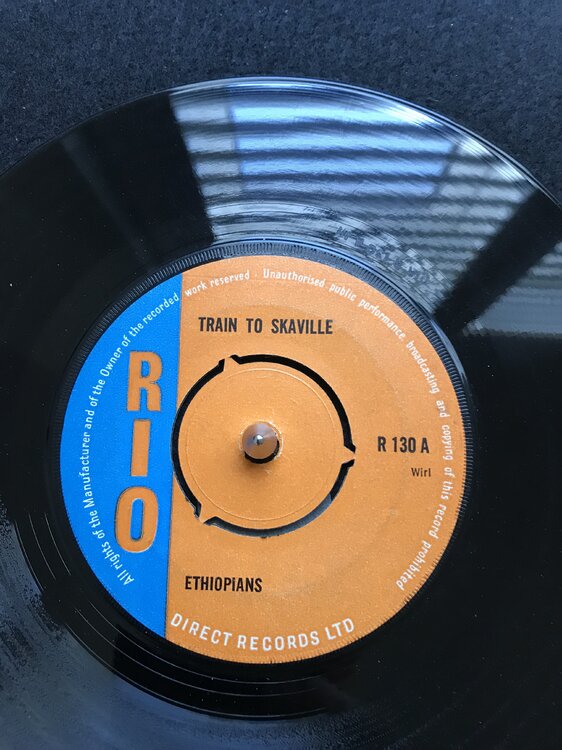 All rights of the Manufacturer and of the Owner of the recorded work reserved . Unauthorised public performance, broadcasting and copying of this record prohibited
TRAIN TO SKAVILLE
RIO
R 130 A
Wirl
ETHIOPiANS
DIRECT RECORDS LTD